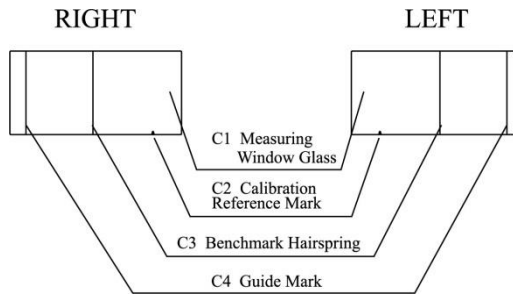 RIGHT
LEFT
C1 Measuring
Window Glass
C2 Calibration
Reference Mark
C3 Benchmark Hairspring
C4 Guide Mark